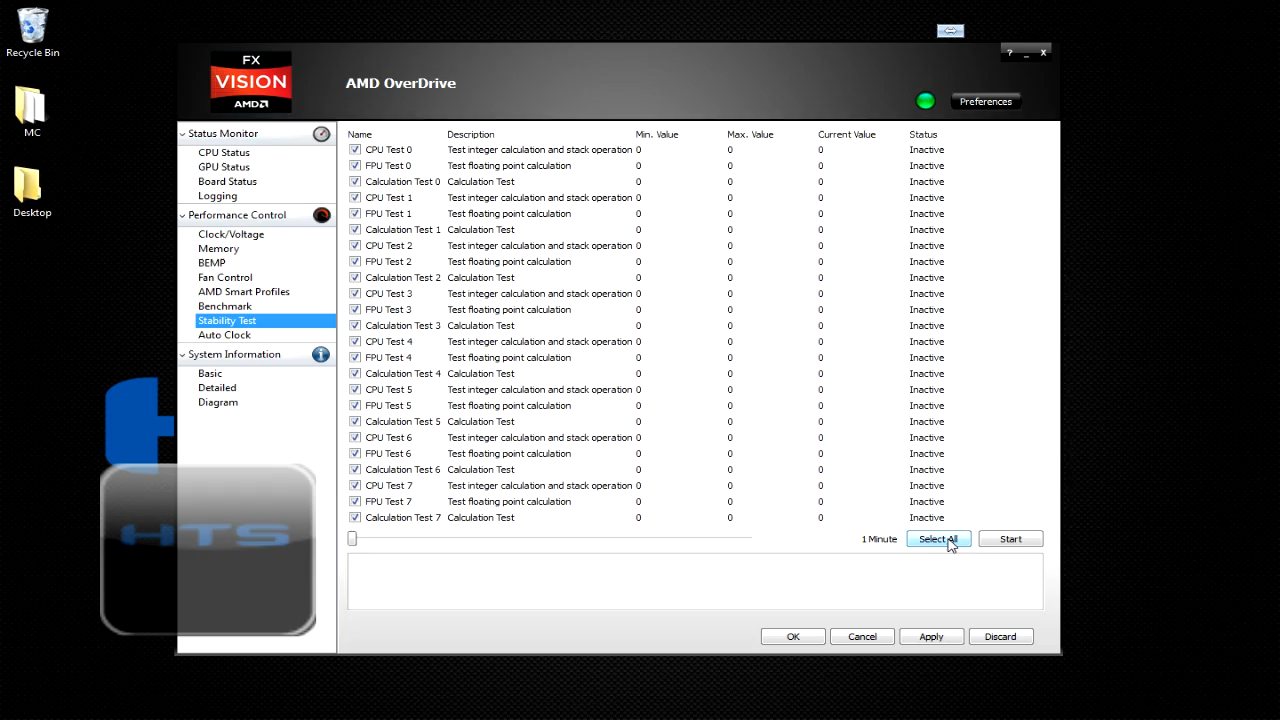 Recycle Bin
MC
Desktop
FX
VISION
AMD
AMD OverDrive
? _ X
Preferences
Status Monitor
CPU Status
GPU Status
Board Status
Logging
Performance Control
Clock/Voltage
Memory
BEMP
Fan Control
AMD Smart Profiles
Benchmark
Stability Test
Auto Clock
System Information
Basic
Detailed
Diagram
HTS
Name Description Min. Value Max. Value Current Value Status
CPU Test 0 Test integer calculation and stack operation 0 0 0 Inactive
FPU Test 0 Test floating point calculation 0 0 0 Inactive
Calculation Test 0 Calculation Test 0 0 0 Inactive
CPU Test 1 Test integer calculation and stack operation 0 0 0 Inactive
FPU Test 1 Test floating point calculation 0 0 0 Inactive
Calculation Test 1 Calculation Test 0 0 0 Inactive
CPU Test 2 Test integer calculation and stack operation 0 0 0 Inactive
FPU Test 2 Test floating point calculation 0 0 0 Inactive
Calculation Test 2 Calculation Test 0 0 0 Inactive
CPU Test 3 Test integer calculation and stack operation 0 0 0 Inactive
FPU Test 3 Test floating point calculation 0 0 0 Inactive
Calculation Test 3 Calculation Test 0 0 0 Inactive
CPU Test 4 Test integer calculation and stack operation 0 0 0 Inactive
FPU Test 4 Test floating point calculation 0 0 0 Inactive
Calculation Test 4 Calculation Test 0 0 0 Inactive
CPU Test 5 Test integer calculation and stack operation 0 0 0 Inactive
FPU Test 5 Test floating point calculation 0 0 0 Inactive
Calculation Test 5 Calculation Test 0 0 0 Inactive
CPU Test 6 Test integer calculation and stack operation 0 0 0 Inactive
FPU Test 6 Test floating point calculation 0 0 0 Inactive
Calculation Test 6 Calculation Test 0 0 0 Inactive
CPU Test 7 Test integer calculation and stack operation 0 0 0 Inactive
FPU Test 7 Test floating point calculation 0 0 0 Inactive
Calculation Test 7 Calculation Test 0 0 0 Inactive
1 Minute Select All Start
OK Cancel Apply Discard